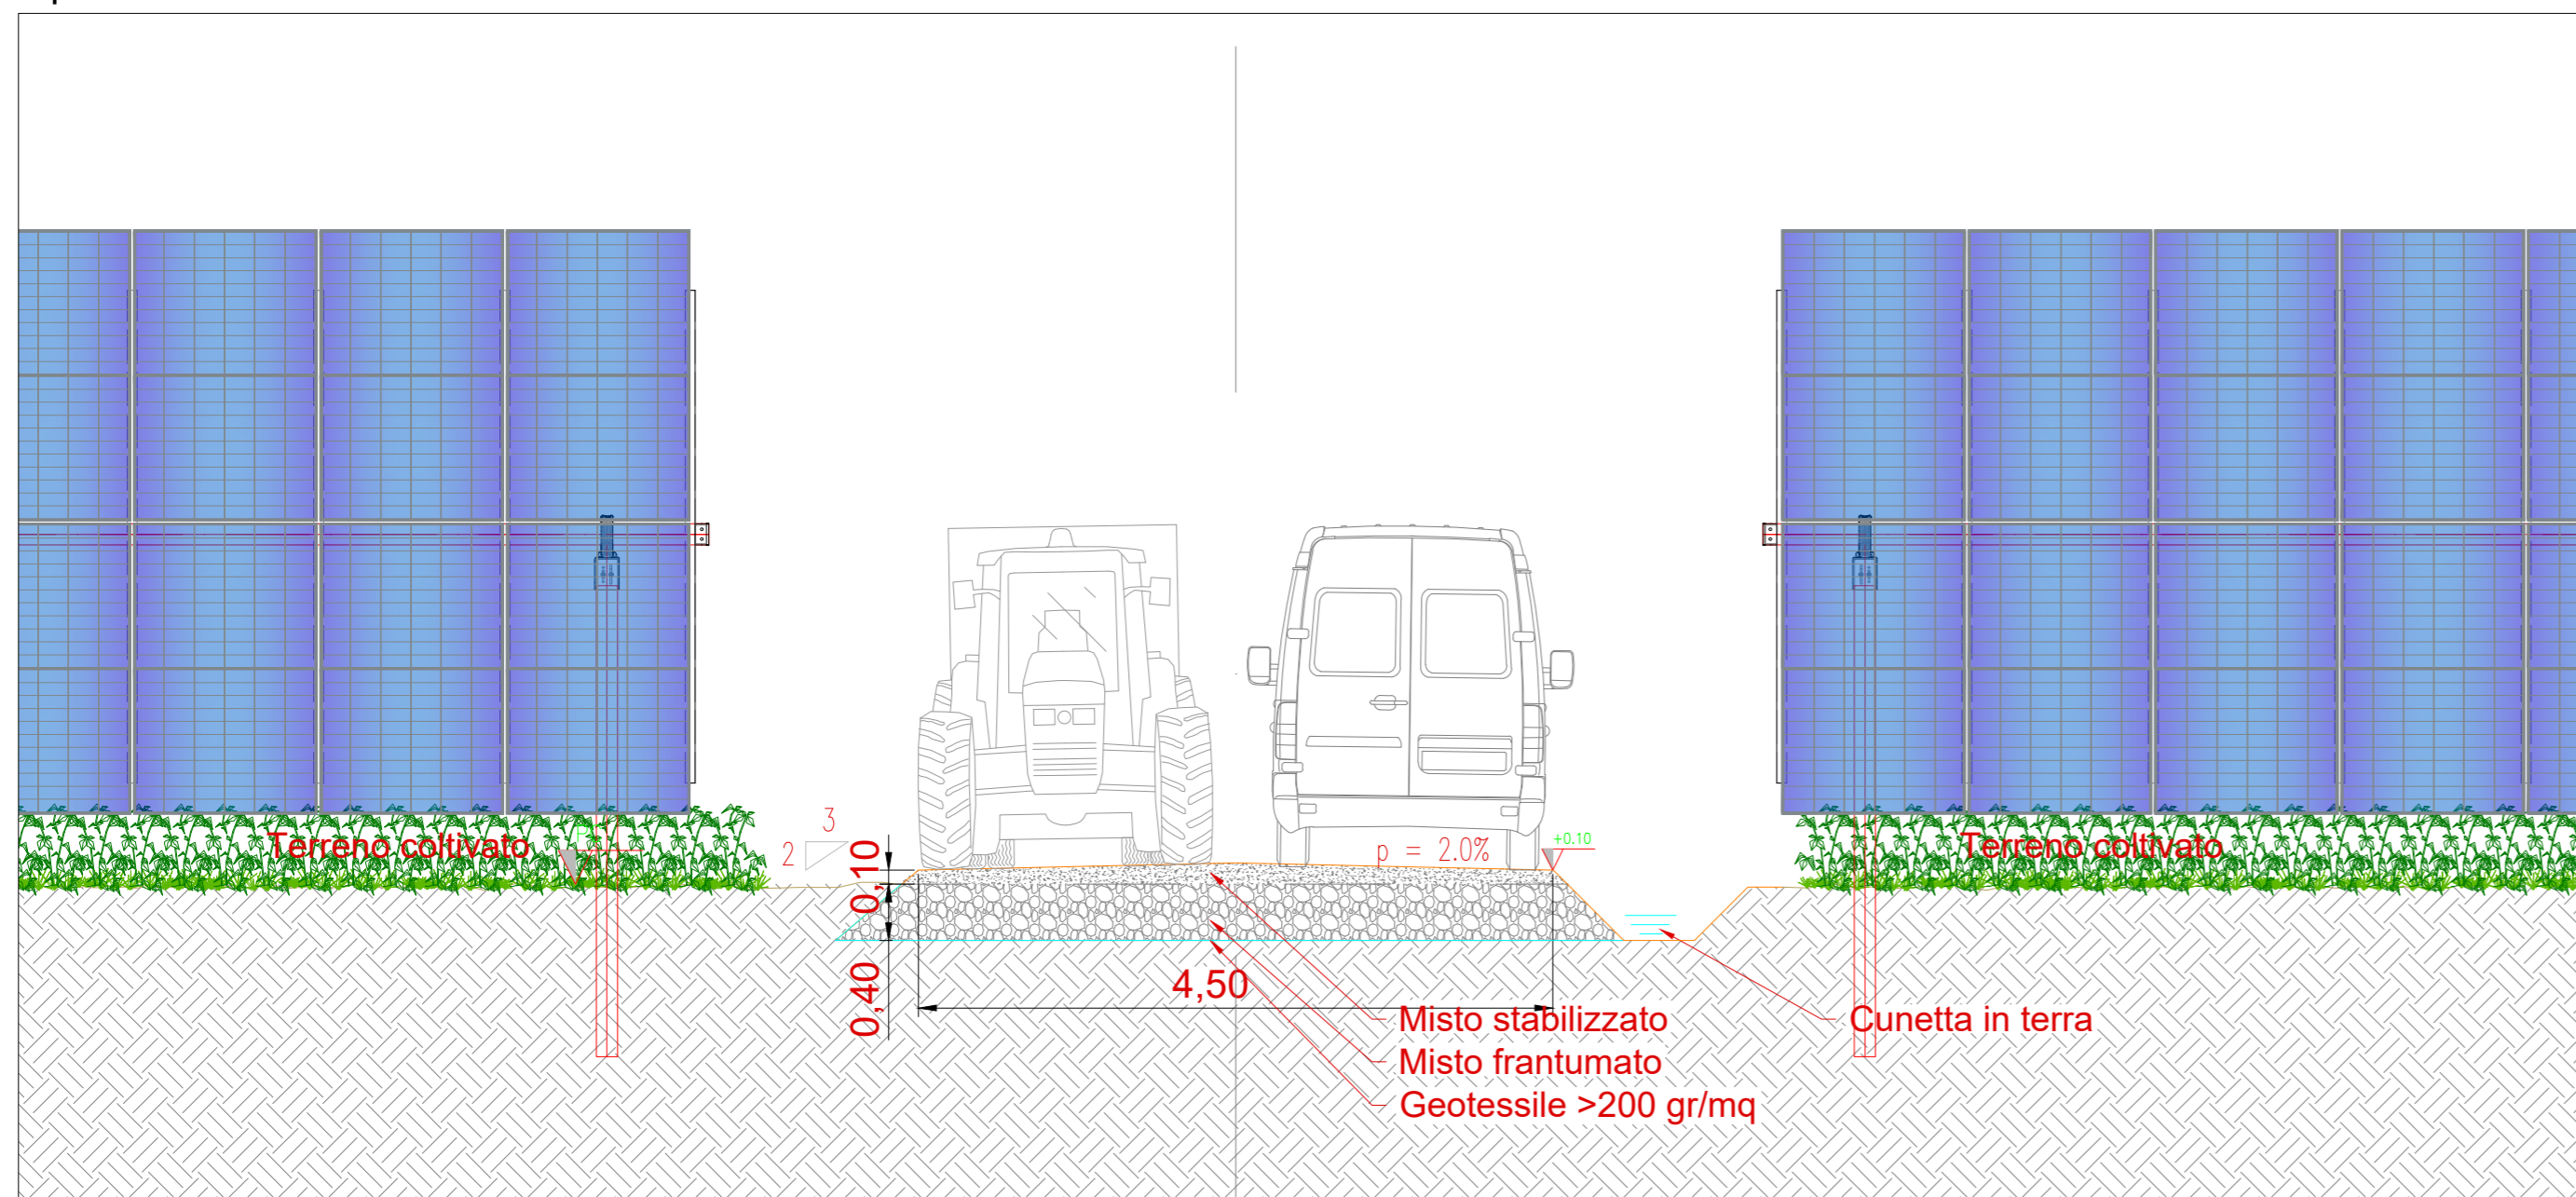 Terreno coltivato
3
2
0,10
0,40
p = 2.0%
+0.10
Terreno coltivato
4,50
Misto stabilizzato
Misto frantumato
Geotessile >200 gr/mq
Cunetta in terra